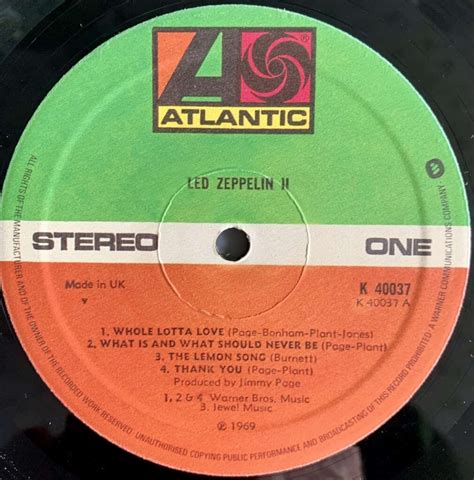 ATLANTIC
LED ZEPPELIN II
STEREO ONE
Made in UK K 40037
K 40037 A
1. WHOLE LOTTA LOVE (Page-Bonham-Plant-Jones)
2. WHAT IS AND WHAT SHOULD NEVER BE (Page-Plant)
3. THE LEMON SONG (Burnett)
4. THANK YOU (Page-Plant)
Produced by Jimmy Page
1, 2 & 4, Warner Bros. Music
3. Jewel Music
℗ 1969
ALL RIGHTS OF THE MANUFACTURER AND OF THE OWNER OF THE RECORDED WORK RESERVED. UNAUTHORISED COPYING PUBLIC PERFORMANCE AND BROADCASTING OF THIS RECORD PROHIBITED. A WARNER COMMUNICATIONS COMPANY.